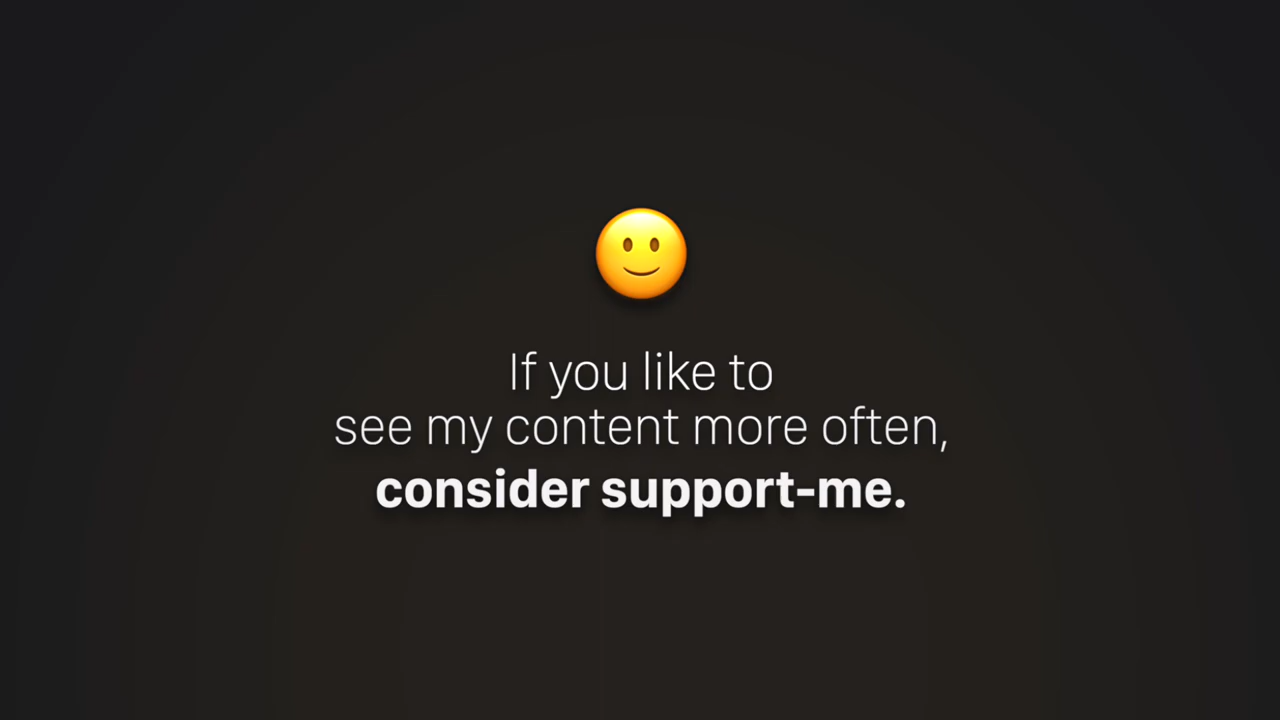 If you like to
see my content more often,
consider support-me.